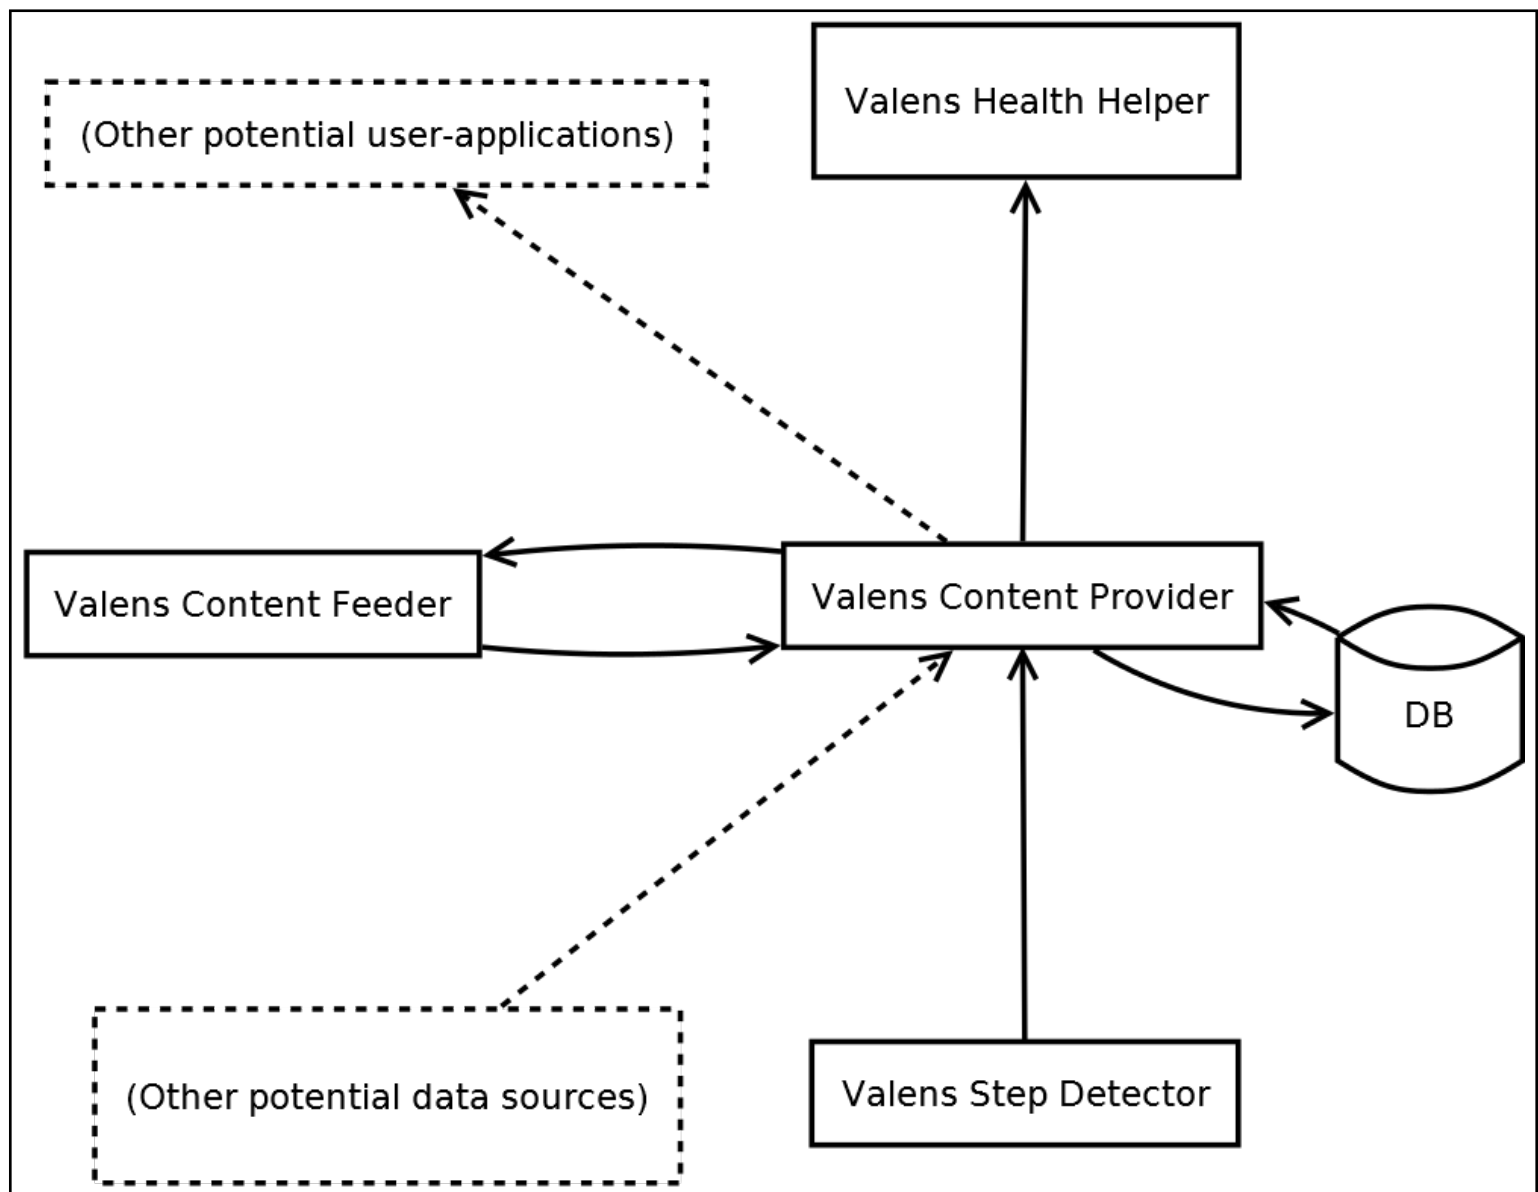 Valens Health Helper
(Other potential user-applications)
Valens Content Feeder
Valens Content Provider
DB
(Other potential data sources)
Valens Step Detector